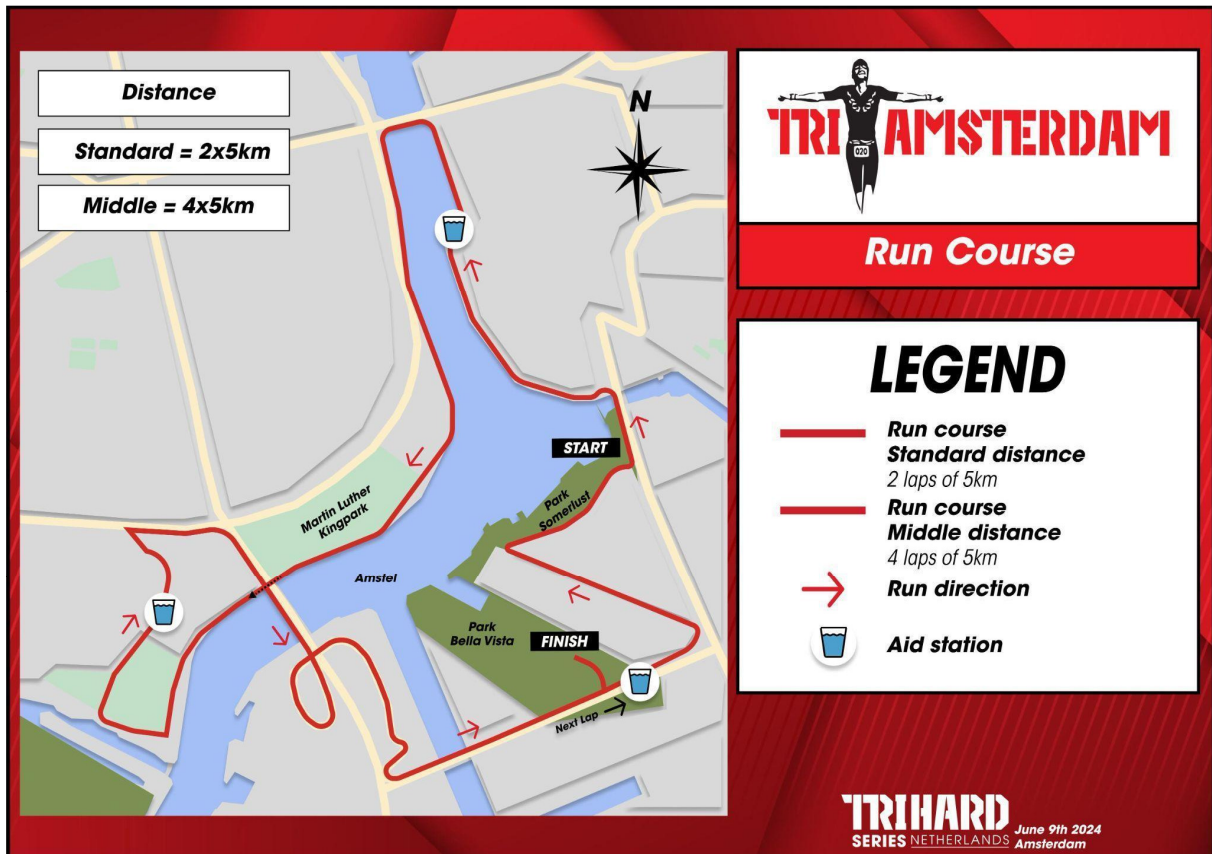 Distance
Standard = 2x5km
Middle = 4x5km
N
START
Martin Luther
Kingpark
Park
Somerlust
Amstel
Park
Bella Vista
FINISH
Next Lap
TRI AMSTERDAM
020
Run Course
LEGEND
Run course
Standard distance
2 laps of 5km
Run course
Middle distance
4 laps of 5km
Run direction
Aid station
TRIHARD
SERIES NETHERLANDS
June 9th 2024
Amsterdam